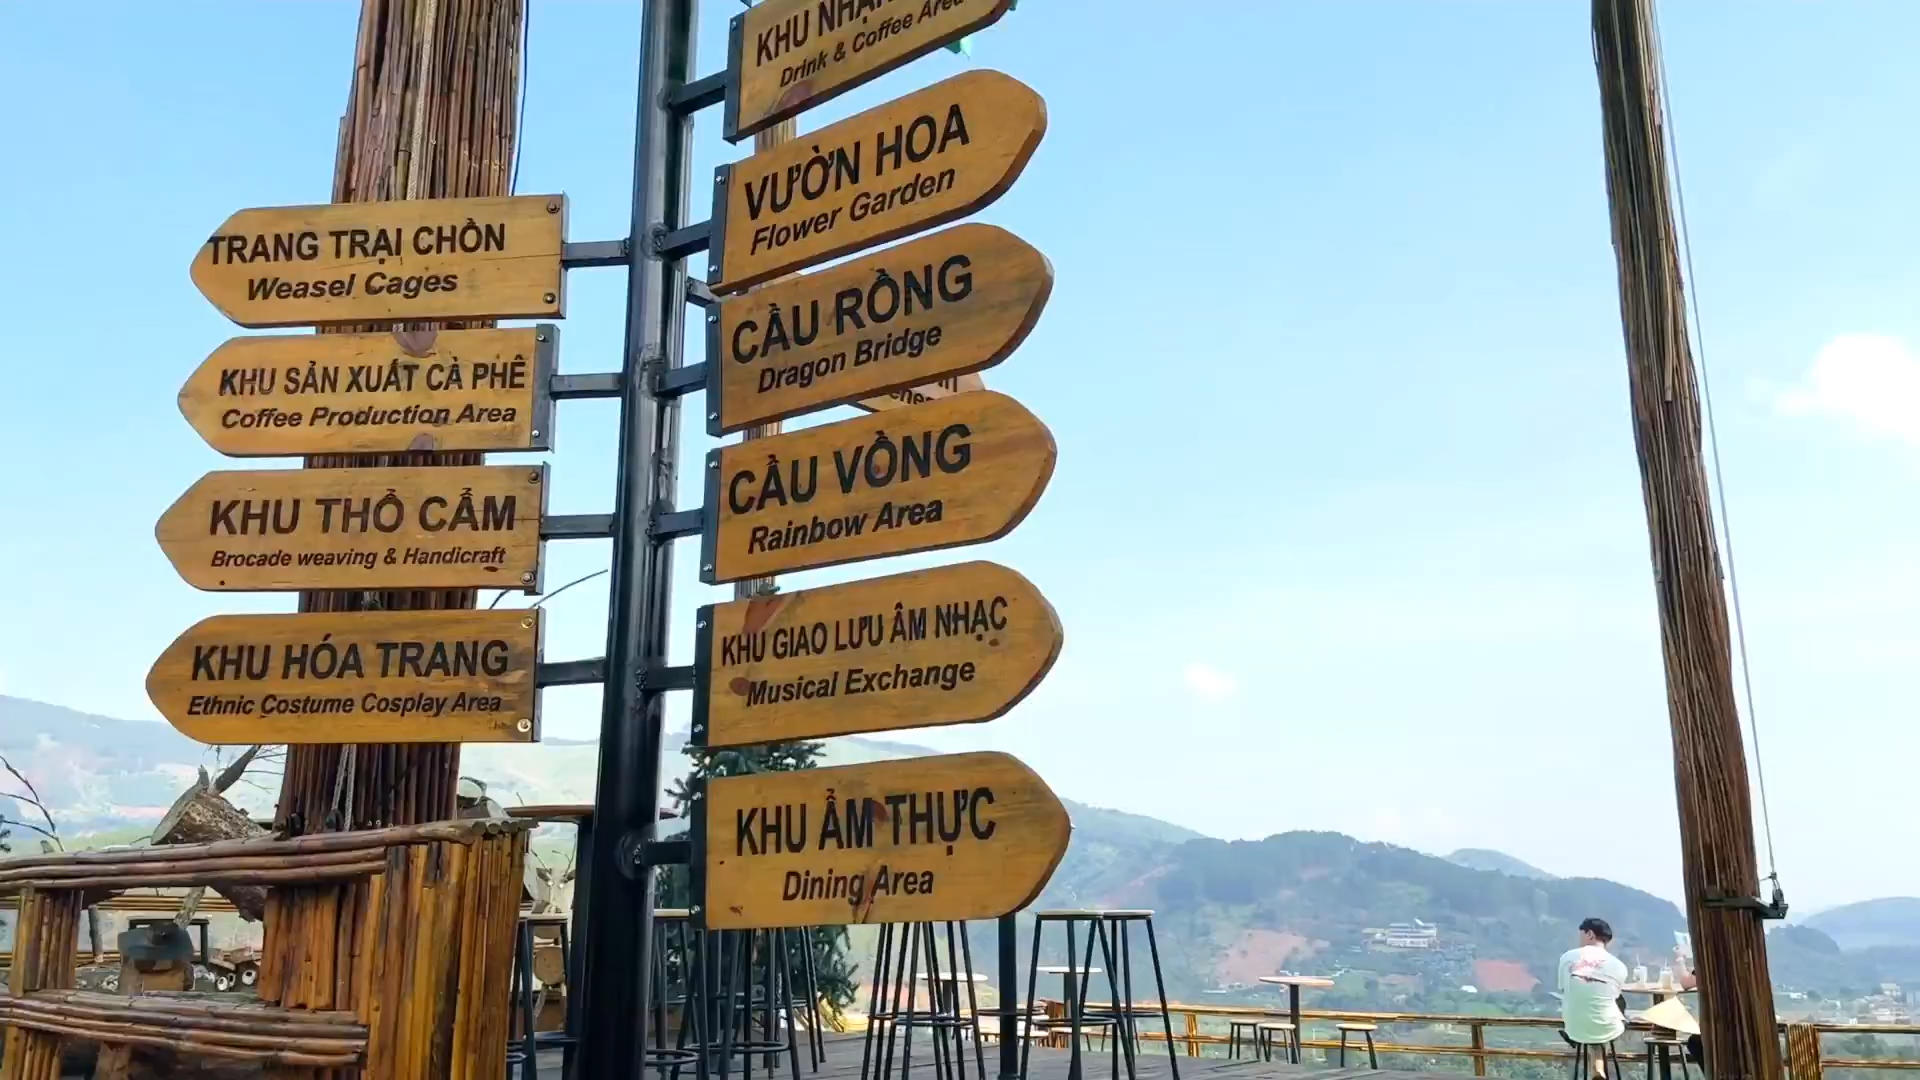 TRANG TRẠI CHỒN
Weasel Cages
KHU SẢN XUẤT CÀ PHÊ
Coffee Production Area
KHU THỔ CẨM
Brocade weaving & Handicraft
KHU HÓA TRANG
Ethnic Costume Cosplay Area
KHU
Drink & Coffee Area
VƯỜN HOA
Flower Garden
CẦU RỒNG
Dragon Bridge
CẦU VỒNG
Rainbow Area
KHU GIAO LƯU ÂM NHẠC
Musical Exchange
KHU ẨM THỰC
Dining Area